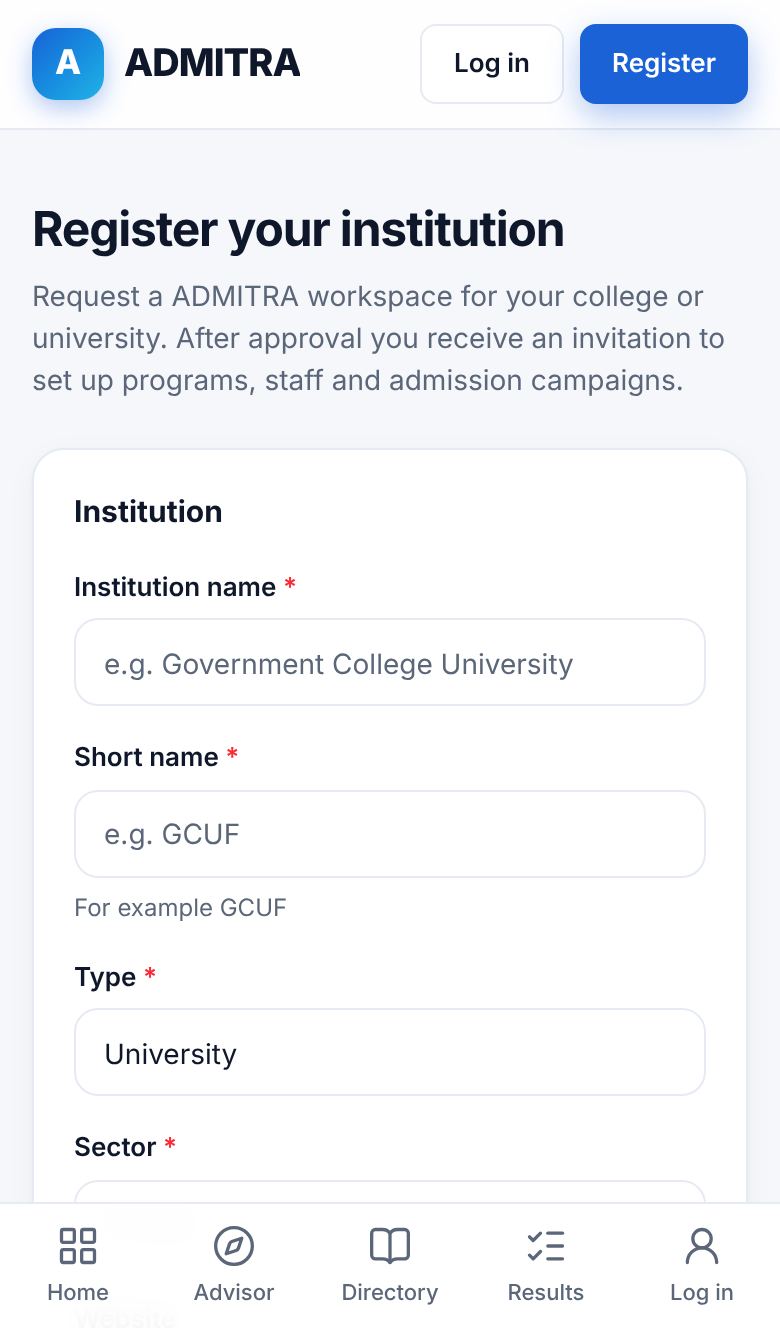 A ADMITRA Log in Register
Register your institution
Request a ADMITRA workspace for your college or
university. After approval you receive an invitation to
set up programs, staff and admission campaigns.
Institution
Institution name *
e.g. Government College University
Short name *
e.g. GCUF
For example GCUF
Type *
University
Sector *
Home Advisor Directory Results Log in
Website